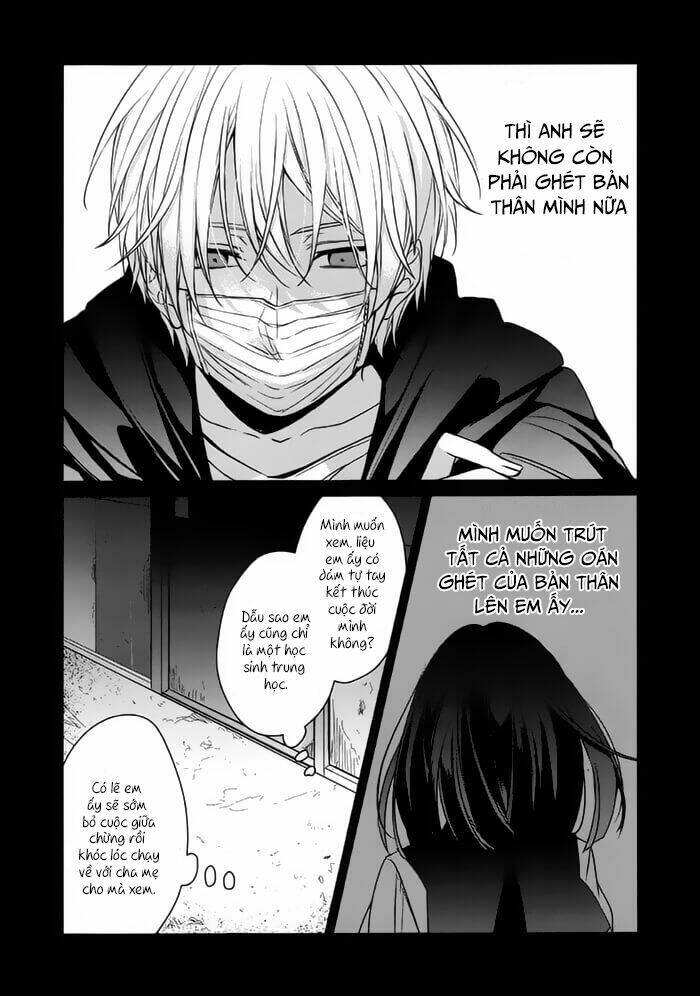 THÌ ANH SẼ
KHÔNG CÒN
PHẢI GHÉT BẢN
THÂN MÌNH NỮA
MÌNH MUỐN TRÚT
TẤT CẢ NHỮNG OÁN
GHÉT CỦA BẢN THÂN
LÊN EM ẤY...
Mình muốn
xem. liệu
em ấy có
dám tự tay
kết thúc
cuộc đời
mình
không?
Dẫu sao em
ấy cũng chỉ
là một học
sinh trung
học.
Có lẽ em
ấy sẽ sớm
bỏ cuộc giữa
chừng rồi
khóc lóc chạy
về với cha mẹ
cho mà xem.